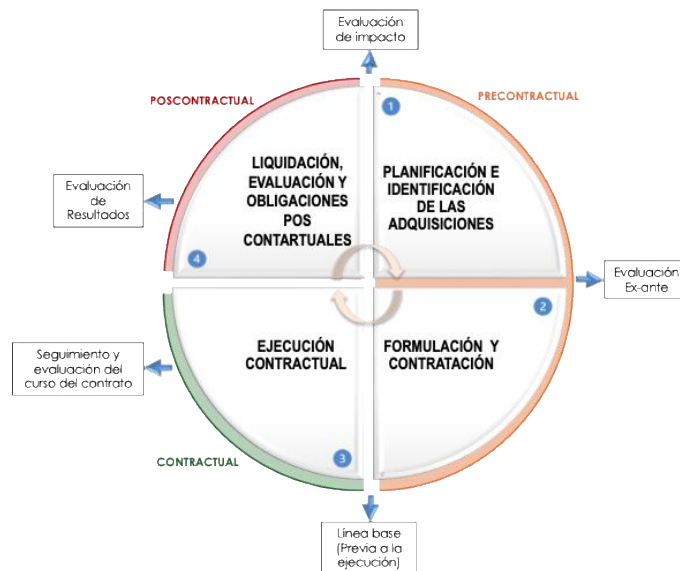 Evaluación
de impacto
POSCONTRACTUAL
PRECONTRACTUAL
1
LIQUIDACIÓN,
EVALUACIÓN Y
OBLIGACIONES
POS
CONTARTUALES
PLANIFICACIÓN E
IDENTIFICACIÓN
DE LAS
ADQUISICIONES
Evaluación
de
Resultados
4
Evaluación
Ex-ante
2
Seguimiento y
evaluación del
curso del contrato
EJECUCIÓN
CONTRACTUAL
FORMULACIÓN Y
CONTRATACIÓN
3
CONTRACTUAL
Línea base
(Previa a la
ejecución)